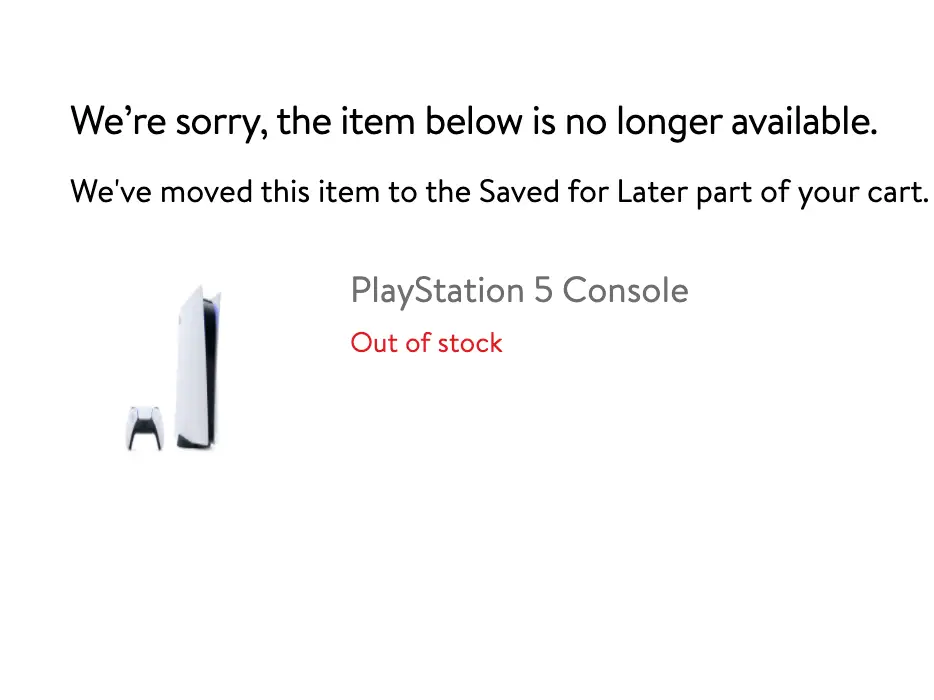 We’re sorry, the item below is no longer available.
We've moved this item to the Saved for Later part of your cart.
PlayStation 5 Console
Out of stock